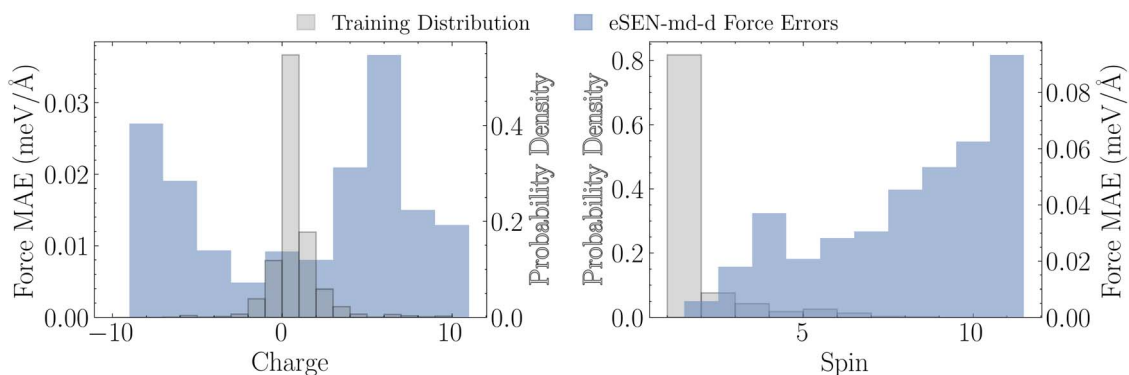 Training Distribution
eSEN-md-d Force Errors
Force MAE (meV/Å)
0.03
0.02
0.01
0.00
−10
0
10
Charge
0.4
0.2
0.0
Probability Density
Probability Density
0.8
0.6
0.4
0.2
0.0
5
10
Spin
0.08
0.06
0.04
0.02
0.00
Force MAE (meV/Å)